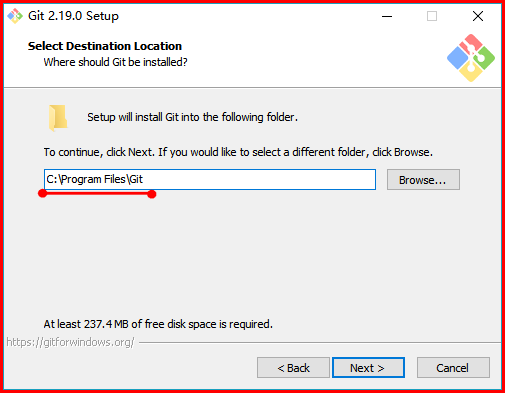 Git 2.19.0 Setup
Select Destination Location
Where should Git be installed?
Setup will install Git into the following folder.
To continue, click Next. If you would like to select a different folder, click Browse.
C:\Program Files\Git
Browse...
At least 237.4 MB of free disk space is required.
https://gitforwindows.org/
< Back
Next >
Cancel